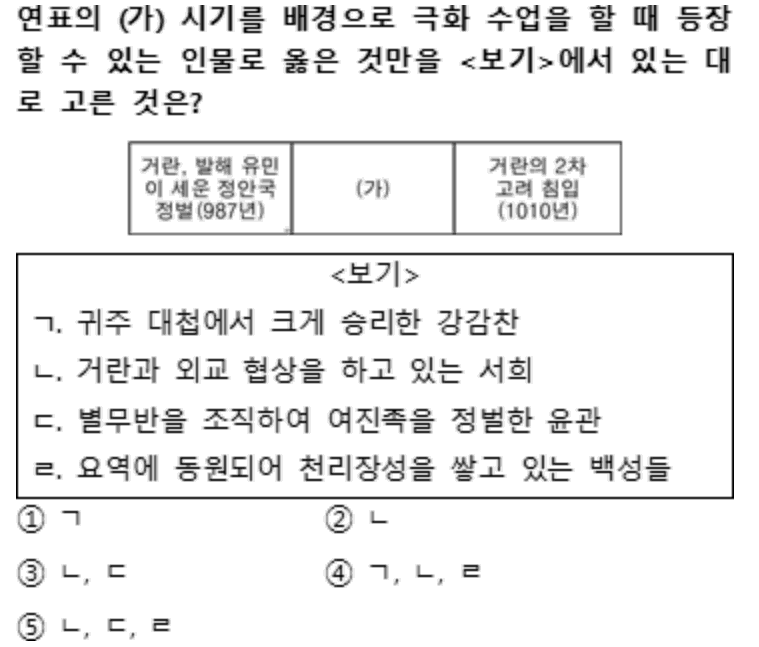 연표의 (가) 시기를 배경으로 극화 수업을 할 때 등장
할 수 있는 인물로 옳은 것만을 <보기>에서 있는 대
로 고른 것은?
거란, 발해 유민
이 세운 정안국
정벌(987년)
(가)
거란의 2차
고려 침입
(1010년)
<보기>
ㄱ. 귀주 대첩에서 크게 승리한 강감찬
ㄴ. 거란과 외교 협상을 하고 있는 서희
ㄷ. 별무반을 조직하여 여진족을 정벌한 윤관
ㄹ. 요역에 동원되어 천리장성을 쌓고 있는 백성들
① ㄱ ② ㄴ
③ ㄴ, ㄷ ④ ㄱ, ㄴ, ㄹ
⑤ ㄴ, ㄷ, ㄹ